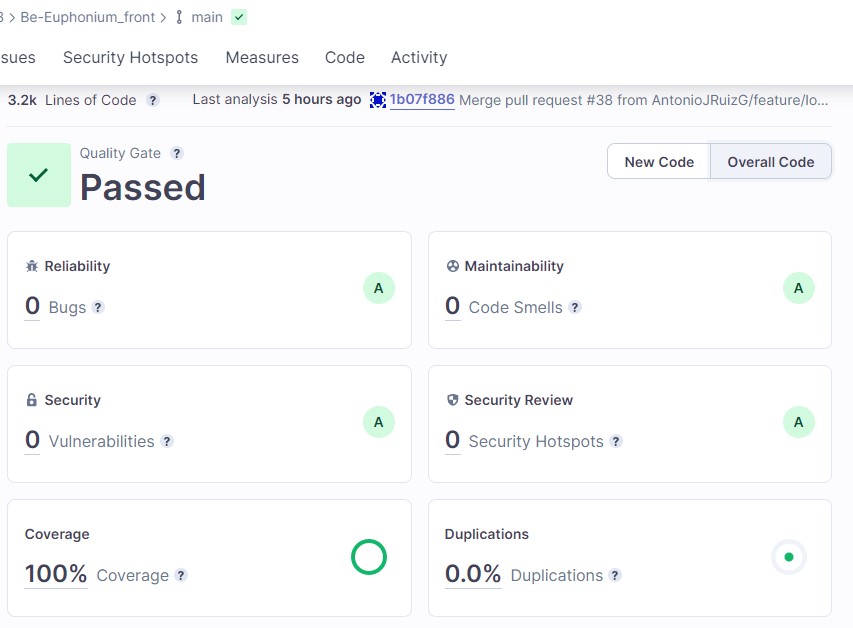 3 > Be-Euphonium_front > main
sues Security Hotspots Measures Code Activity
3.2k Lines of Code ? Last analysis 5 hours ago 1b07f886 Merge pull request #38 from AntonioJRuizG/feature/lo...
Quality Gate ?
Passed
New Code Overall Code
Reliability
0 Bugs ?
A
Maintainability
0 Code Smells ?
A
Security
0 Vulnerabilities ?
A
Security Review
0 Security Hotspots ?
A
Coverage
100% Coverage ?
Duplications
0.0% Duplications ?